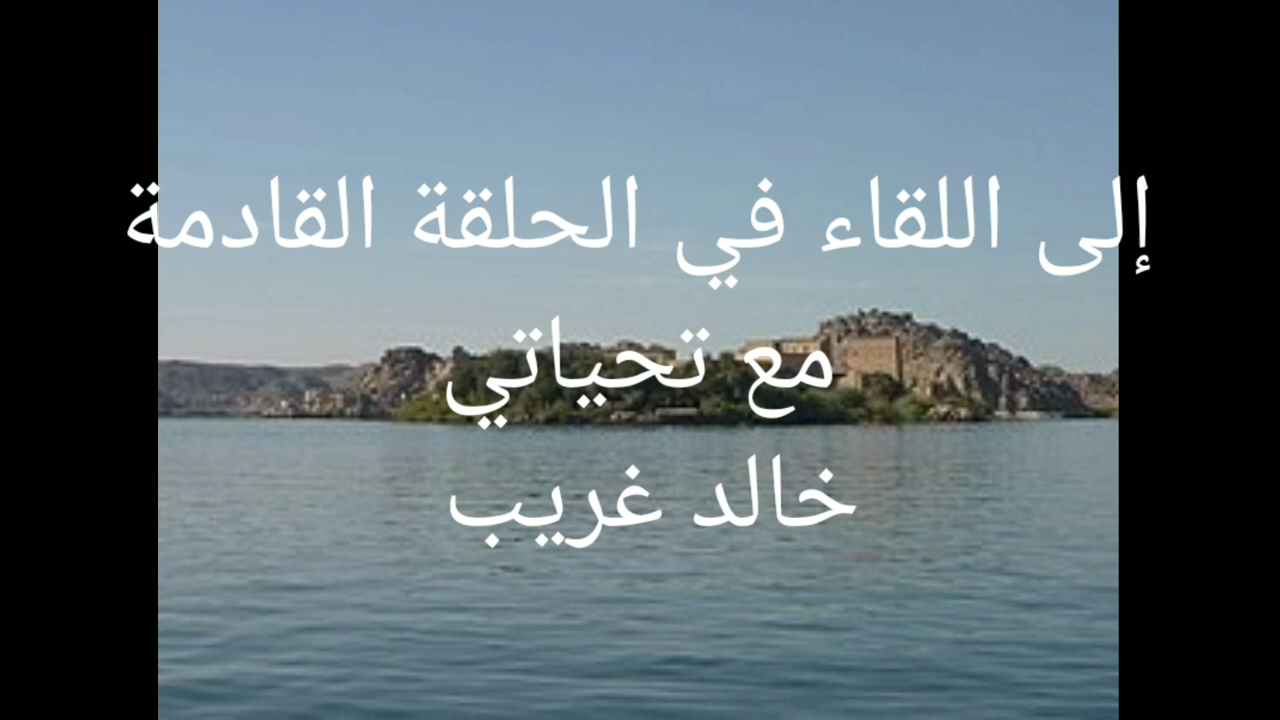 إلى اللقاء في الحلقة القادمة
مع تحياتي
خالد غريب